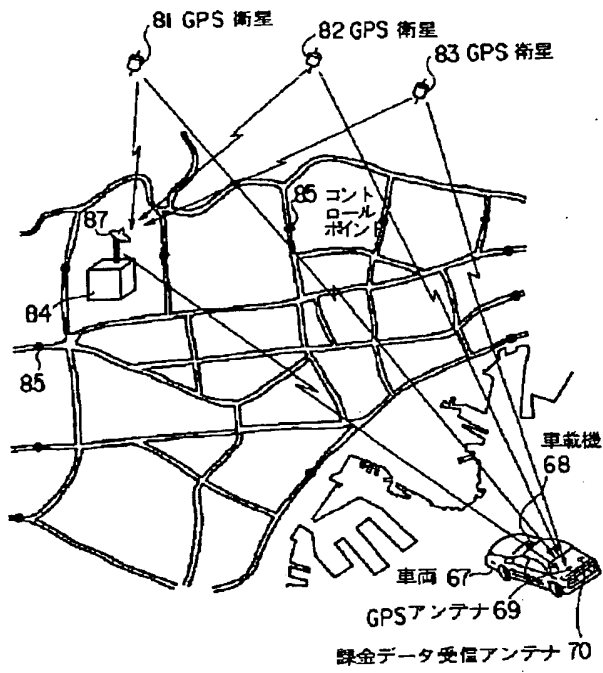 81 GPS 衛星
82 GPS 衛星
83 GPS 衛星
85 コント
ロール
ポイント
87
84
85
車載機
68
車両 67
GPSアンテナ 69
課金データ受信アンテナ 70